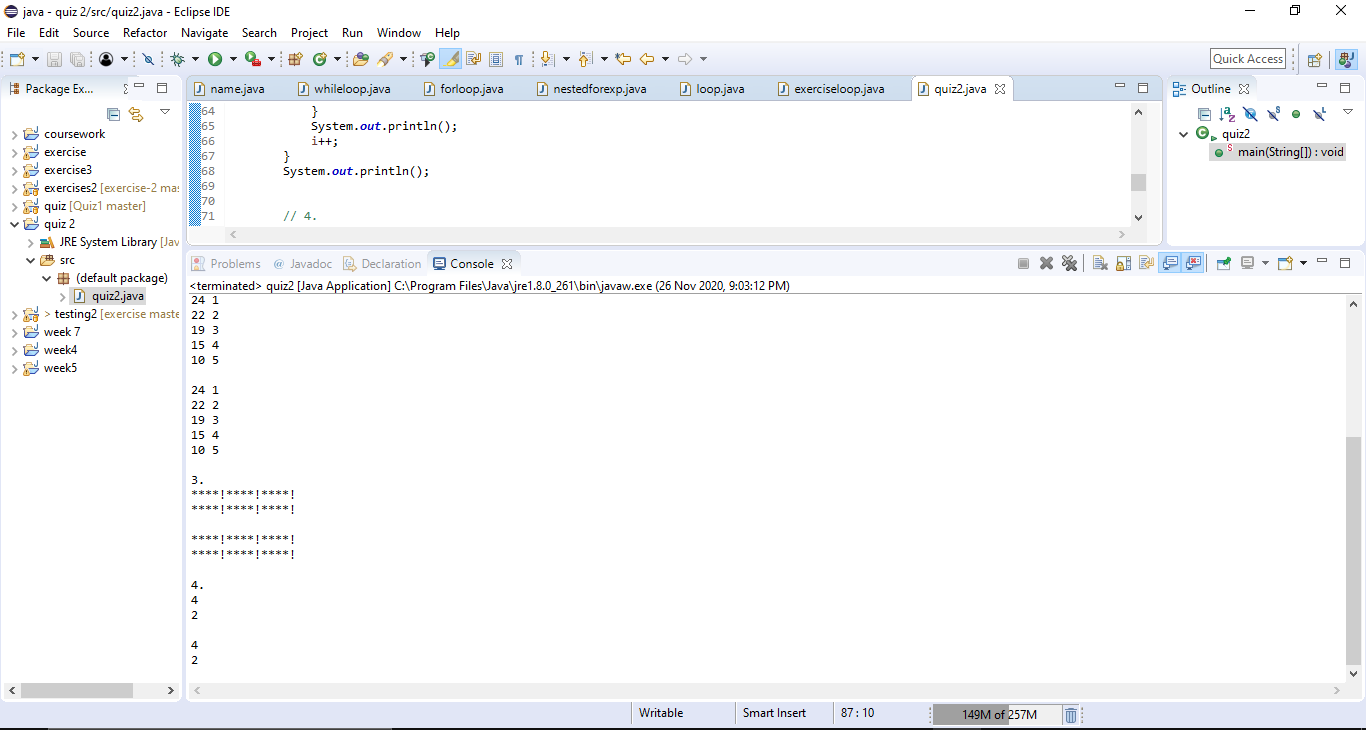 java - quiz 2/src/quiz2.java - Eclipse IDE
File Edit Source Refactor Navigate Search Project Run Window Help
Quick Access
Package Ex...
coursework
exercise
exercise3
exercises2 [exercise-2 mas
quiz [Quiz1 master]
quiz 2
JRE System Library [Jav
src
(default package)
quiz2.java
> testing2 [exercise maste
week 7
week4
week5
name.java whileloop.java forloop.java nestedforexp.java loop.java exerciseloop.java quiz2.java
64 }
65 System.out.println();
66 i++;
67 }
68 System.out.println();
69
70
71 // 4.
Outline
quiz2
main(String[]) : void
Problems @ Javadoc Declaration Console
<terminated> quiz2 [Java Application] C:\Program Files\Java\jre1.8.0_261\bin\javaw.exe (26 Nov 2020, 9:03:12 PM)
24 1
22 2
19 3
15 4
10 5
24 1
22 2
19 3
15 4
10 5
3.
****!****!****!
****!****!****!
****!****!****!
****!****!****!
4.
4
2
4
2
Writable Smart Insert 87 : 10 149M of 257M